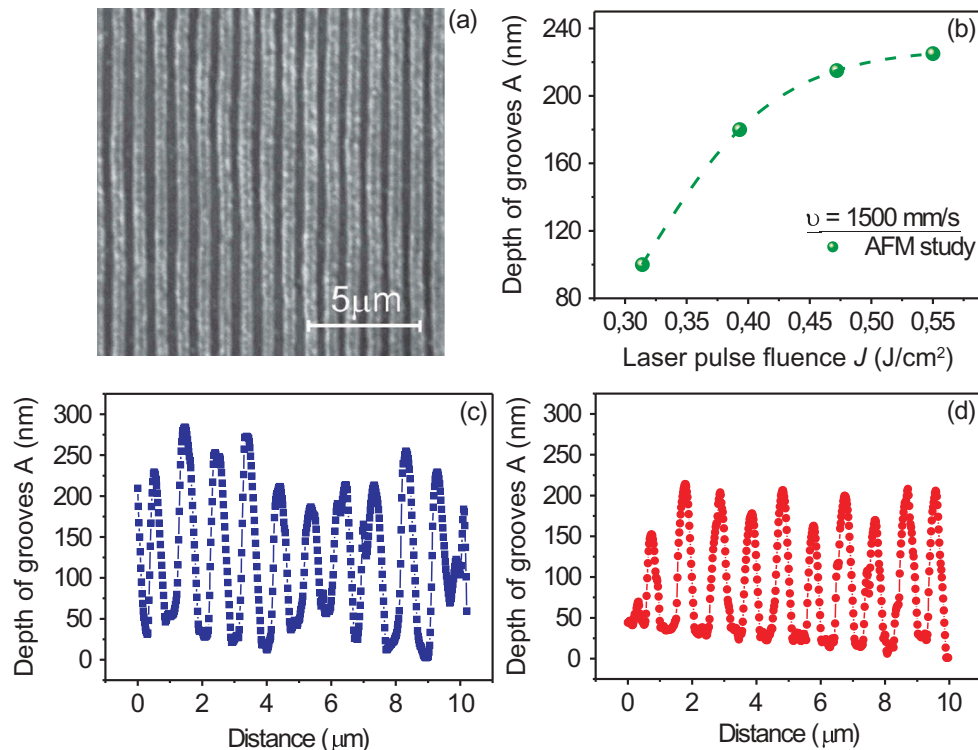 (a)
5μm
(b)
Depth of grooves A (nm)
240
200
160
120
80
υ = 1500 mm/s
AFM study
0,30 0,35 0,40 0,45 0,50 0,55
Laser pulse fluence J (J/cm²)
(c)
Depth of grooves A (nm)
300
250
200
150
100
50
0
0 2 4 6 8 10
Distance (μm)
(d)
Depth of grooves A (nm)
300
250
200
150
100
50
0
0 2 4 6 8 10
Distance (μm)